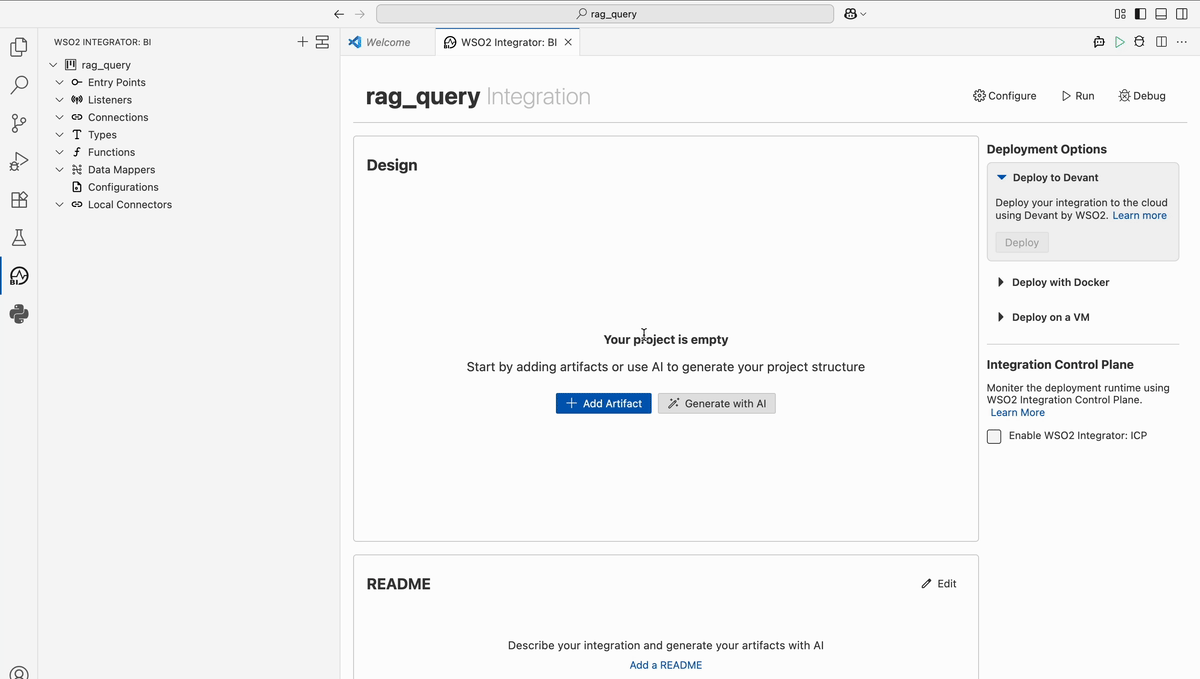 rag_query
WSO2 INTEGRATOR: BI
rag_query
Entry Points
Listeners
Connections
Types
Functions
Data Mappers
Configurations
Local Connectors
BI
Welcome
WSO2 Integrator: BI
rag_query Integration
Configure
Run
Debug
Design
Your project is empty
Start by adding artifacts or use AI to generate your project structure
Add Artifact
Generate with AI
Deployment Options
Deploy to Devant
Deploy your integration to the cloud
using Devant by WSO2. Learn more
Deploy
Deploy with Docker
Deploy on a VM
Integration Control Plane
Moniter the deployment runtime using
WSO2 Integration Control Plane.
Learn More
Enable WSO2 Integrator: ICP
README
Edit
Describe your integration and generate your artifacts with AI
Add a README